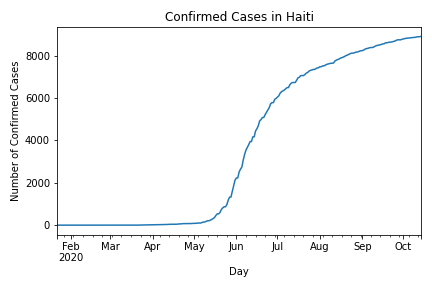 Confirmed Cases in Haiti
Number of Confirmed Cases
8000
6000
4000
2000
0
Feb Mar Apr May Jun Jul Aug Sep Oct
2020
Day